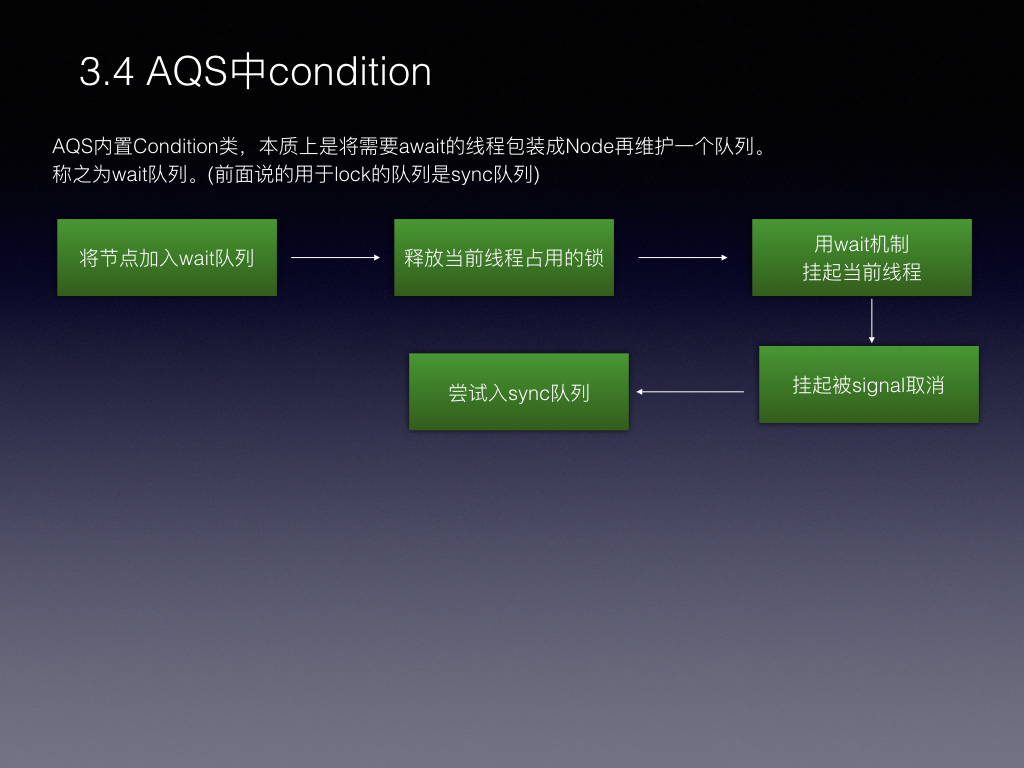 3.4 AQS中condition
AQS内置Condition类，本质上是将需要await的线程包装成Node再维护一个队列。
称之为wait队列。(前面说的用于lock的队列是sync队列)
将节点加入wait队列
释放当前线程占用的锁
用wait机制
挂起当前线程
挂起被signal取消
尝试入sync队列